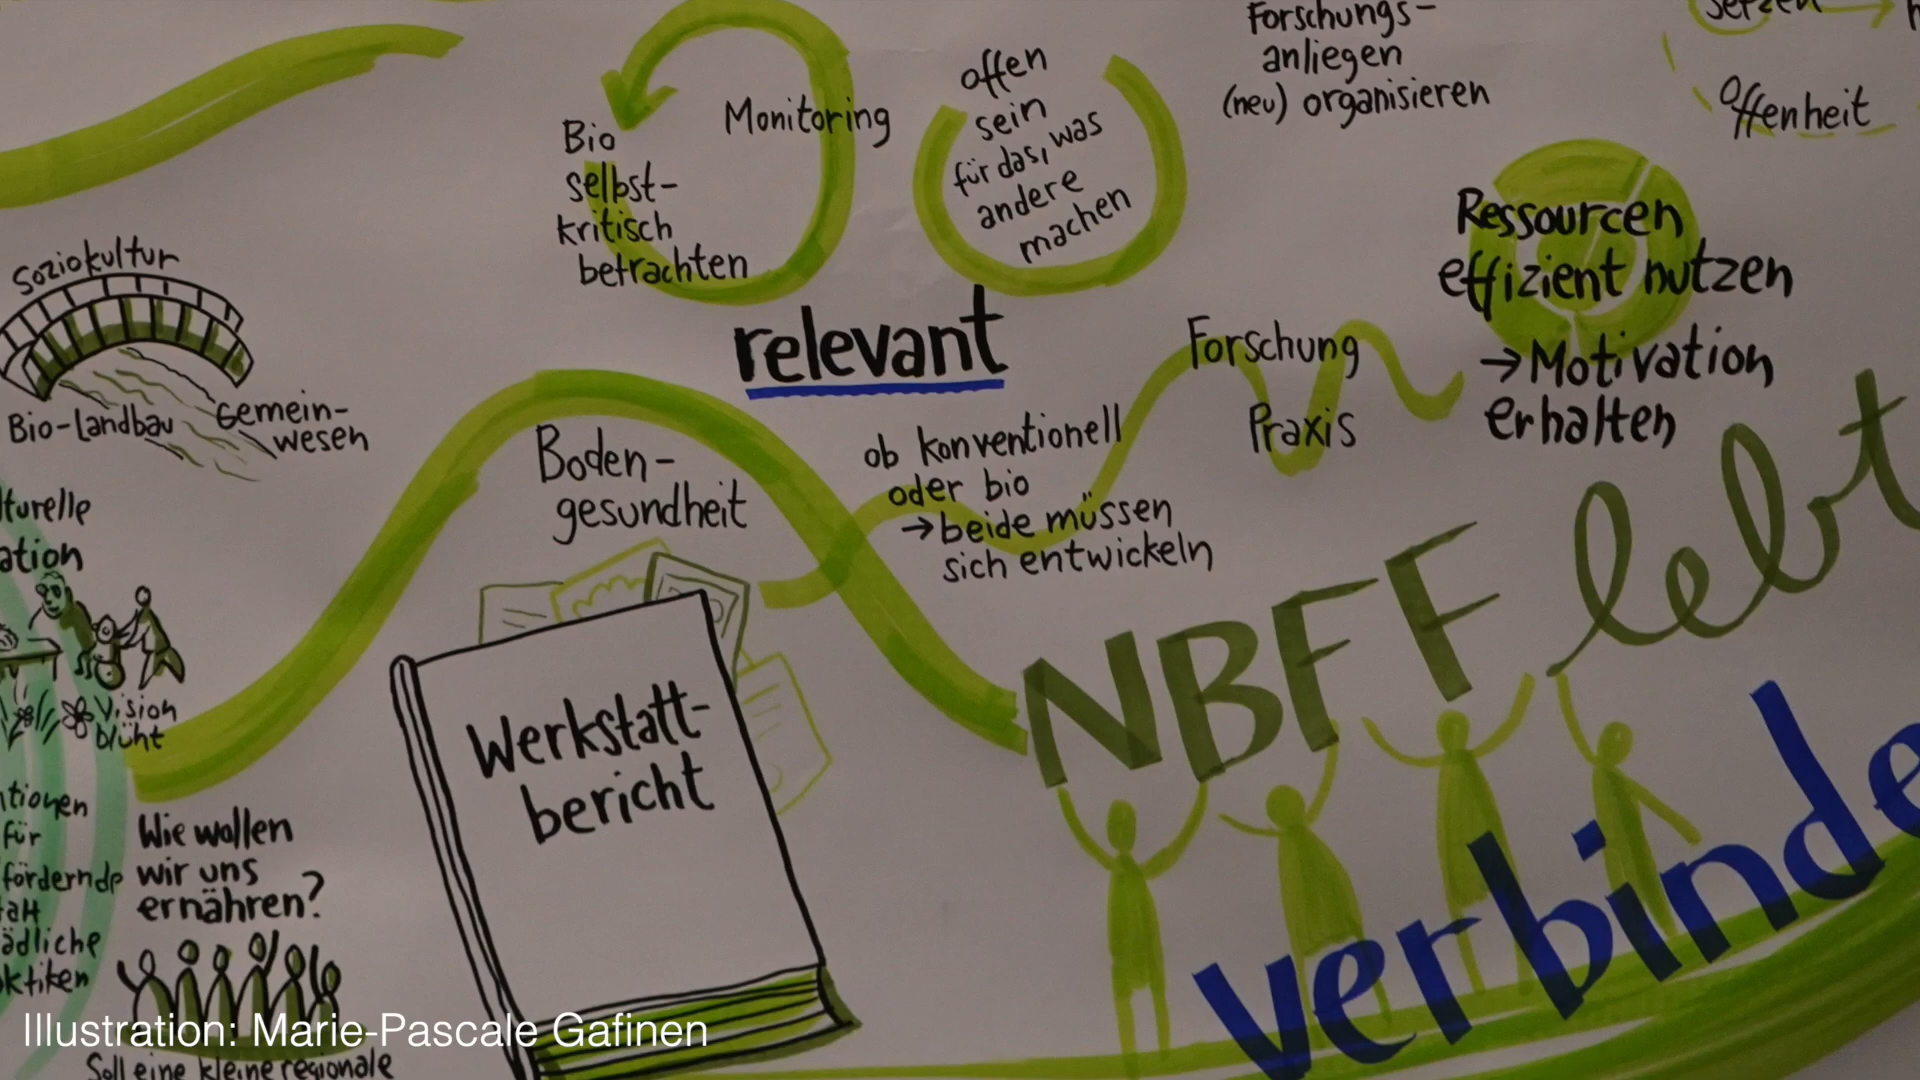 Forschungs-
anliegen
(neu) organisieren
Offenheit
offen
sein
für das, was
andere
machen
Monitoring
Bio
selbst-
kritisch
betrachten
Ressourcen
effizient nutzen
→ Motivation
erhalten
Soziokultur
Bio-Landbau
Gemein-
wesen
relevant
Forschung
Praxis
Boden-
gesundheit
ob konventionell
oder bio
→ beide müssen
sich entwickeln
NBFF lebt
verbinde
Werkstatt-
bericht
turelle
ation
Vision
blüht
tionen
für
fördernde
ädliche
ktiken
Wie wollen
wir uns
ernähren?
Soll eine kleine regionale
Illustration: Marie-Pascale Gafinen